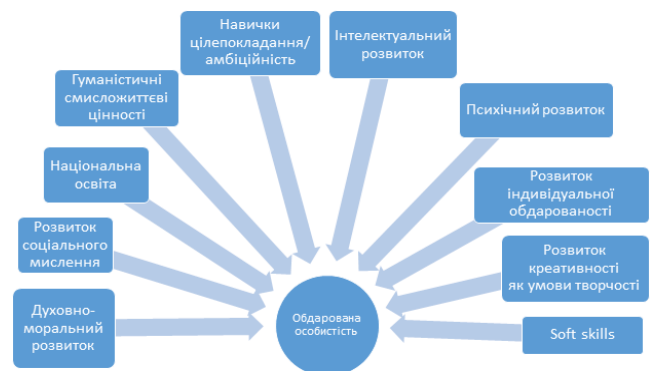 Навички
цілепокладання/
амбіційність
Інтелектуальний
розвиток
Гуманістичні
смисложиттєві
цінності
Психічний розвиток
Національна
освіта
Розвиток
індивідуальної
обдарованості
Розвиток
соціального
мислення
Розвиток
креативності
як умови творчості
Духовно-
моральний
розвиток
Обдарована
особистість
Soft skills